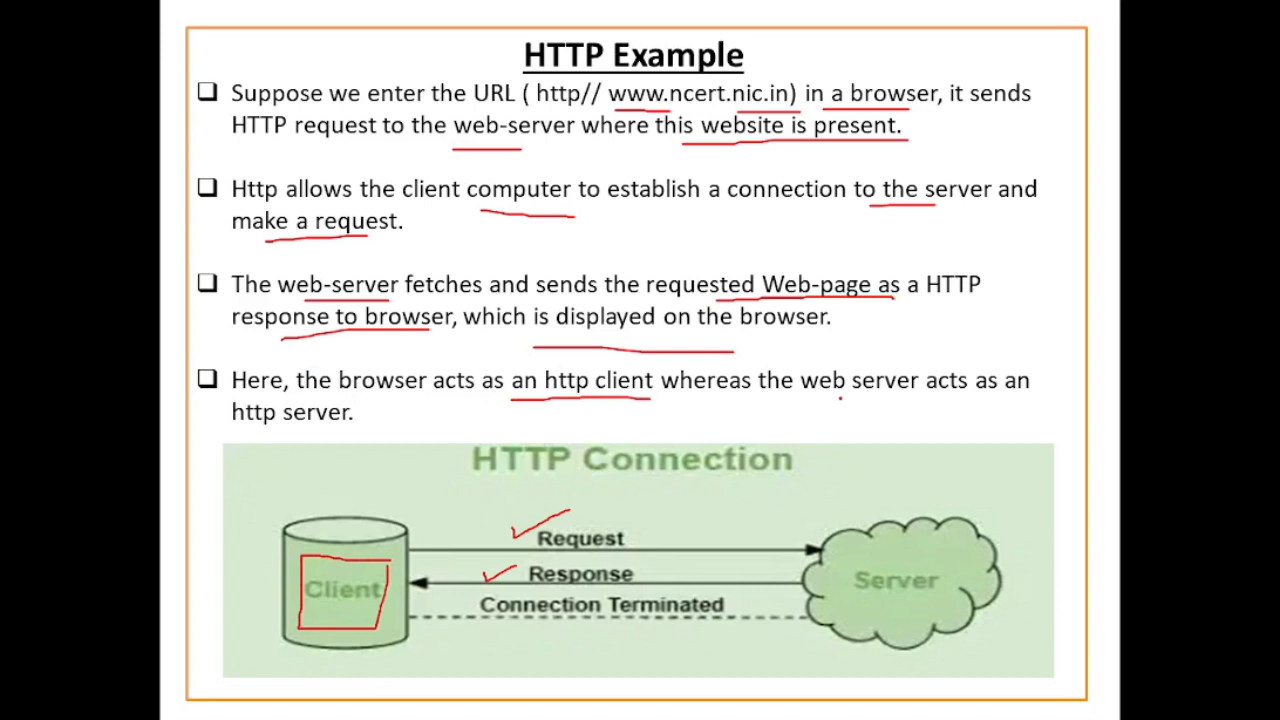 HTTP Example
Suppose we enter the URL ( http// www.ncert.nic.in) in a browser, it sends
HTTP request to the web-server where this website is present.
Http allows the client computer to establish a connection to the server and
make a request.
The web-server fetches and sends the requested Web-page as a HTTP
response to browser, which is displayed on the browser.
Here, the browser acts as an http client whereas the web server acts as an
http server.
HTTP Connection
Request
Response
Client
Server
Connection Terminated